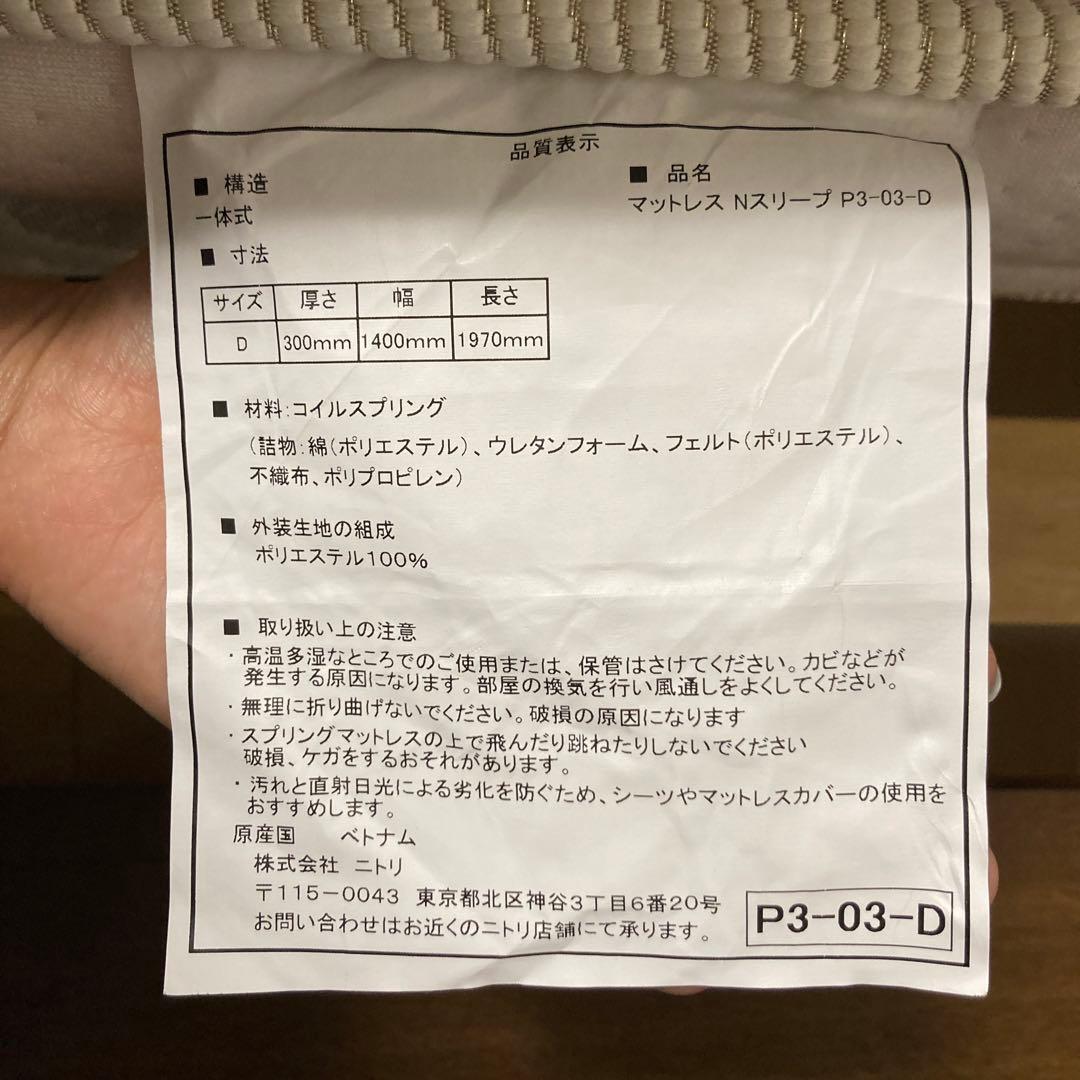 品質表示
■ 構造
一体式
■ 品名
マットレス Nスリープ P3-03-D
■ 寸法
サイズ 厚さ 幅 長さ
D 300mm 1400mm 1970mm
■ 材料:コイルスプリング
(詰物:綿(ポリエステル)、ウレタンフォーム、フェルト(ポリエステル)、
不織布、ポリプロピレン)
■ 外装生地の組成
ポリエステル100%
■ 取り扱い上の注意
・高温多湿なところでのご使用または、保管はさけてください。カビなどが
発生する原因になります。部屋の換気を行い風通しをよくしてください。
・無理に折り曲げないでください。破損の原因になります
・スプリングマットレスの上で飛んだり跳ねたりしないでください
破損、ケガをするおそれがあります。
・汚れと直射日光による劣化を防ぐため、シーツやマットレスカバーの使用を
おすすめします。
原産国 ベトナム
株式会社 ニトリ
〒115-0043 東京都北区神谷3丁目6番20号
お問い合わせはお近くのニトリ店舗にて承ります。
P3-03-D